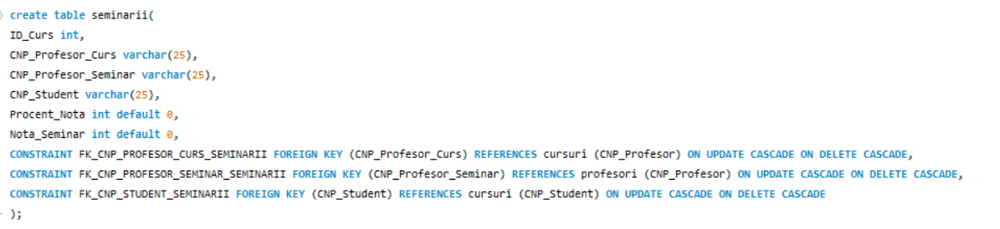 create table seminarii(
ID_Curs int,
CNP_Profesor_Curs varchar(25),
CNP_Profesor_Seminar varchar(25),
CNP_Student varchar(25),
Procent_Nota int default 0,
Nota_Seminar int default 0,
CONSTRAINT FK_CNP_PROFESOR_CURS_SEMINARII FOREIGN KEY (CNP_Profesor_Curs) REFERENCES cursuri (CNP_Profesor) ON UPDATE CASCADE ON DELETE CASCADE,
CONSTRAINT FK_CNP_PROFESOR_SEMINAR_SEMINARII FOREIGN KEY (CNP_Profesor_Seminar) REFERENCES profesori (CNP_Profesor) ON UPDATE CASCADE ON DELETE CASCADE,
CONSTRAINT FK_CNP_STUDENT_SEMINARII FOREIGN KEY (CNP_Student) REFERENCES cursuri (CNP_Student) ON UPDATE CASCADE ON DELETE CASCADE
);